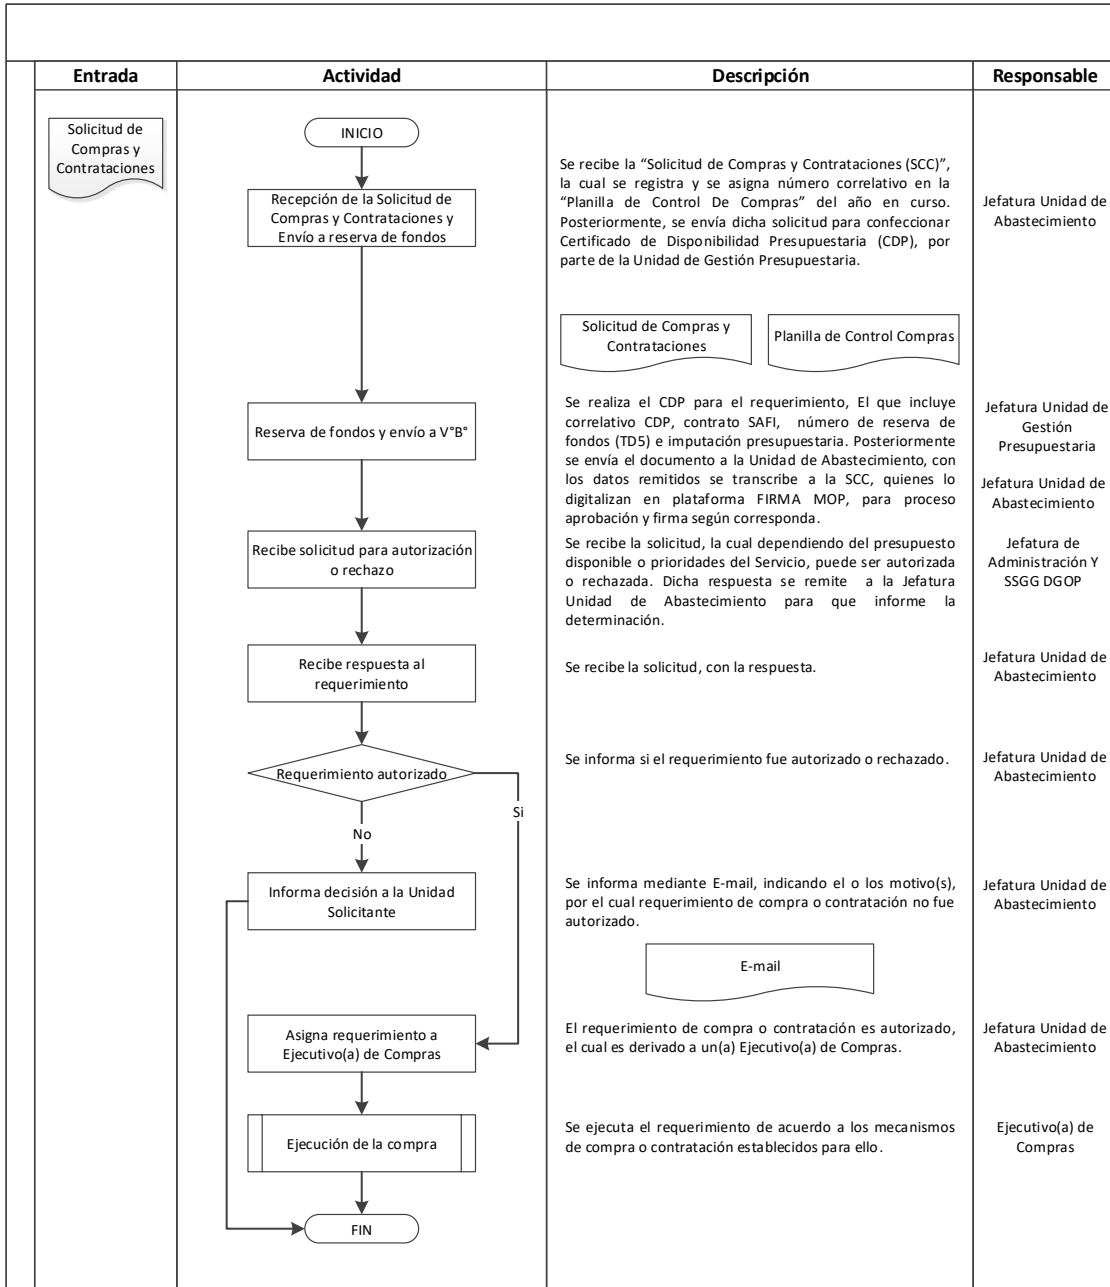 Entrada
Actividad
Descripción
Responsable
Solicitud de
Compras y
Contrataciones
INICIO
Recepción de la Solicitud de
Compras y Contrataciones y
Envío a reserva de fondos
Se recibe la “Solicitud de Compras y Contrataciones (SCC)”,
la cual se registra y se asigna número correlativo en la
“Planilla de Control De Compras” del año en curso.
Posteriormente, se envía dicha solicitud para confeccionar
Certificado de Disponibilidad Presupuestaria (CDP), por
parte de la Unidad de Gestión Presupuestaria.
Jefatura Unidad de
Abastecimiento
Solicitud de Compras y
Contrataciones
Planilla de Control Compras
Reserva de fondos y envío a V°B°
Se realiza el CDP para el requerimiento, El que incluye
correlativo CDP, contrato SAFI, número de reserva de
fondos (TD5) e imputación presupuestaria. Posteriormente
se envía el documento a la Unidad de Abastecimiento, con
los datos remitidos se transcribe a la SCC, quienes lo
digitalizan en plataforma FIRMA MOP, para proceso
aprobación y firma según corresponda.
Jefatura Unidad de
Gestión
Presupuestaria
Jefatura Unidad de
Abastecimiento
Recibe solicitud para autorización
o rechazo
Se recibe la solicitud, la cual dependiendo del presupuesto
disponible o prioridades del Servicio, puede ser autorizada
o rechazada. Dicha respuesta se remite a la Jefatura
Unidad de Abastecimiento para que informe la
determinación.
Jefatura de
Administración Y
SSGG DGOP
Recibe respuesta al
requerimiento
Se recibe la solicitud, con la respuesta.
Jefatura Unidad de
Abastecimiento
Requerimiento autorizado
Se informa si el requerimiento fue autorizado o rechazado.
Jefatura Unidad de
Abastecimiento
Si
No
Informa decisión a la Unidad
Solicitante
Se informa mediante E-mail, indicando el o los motivo(s),
por el cual requerimiento de compra o contratación no fue
autorizado.
Jefatura Unidad de
Abastecimiento
E-mail
Asigna requerimiento a
Ejecutivo(a) de Compras
El requerimiento de compra o contratación es autorizado,
el cual es derivado a un(a) Ejecutivo(a) de Compras.
Jefatura Unidad de
Abastecimiento
Ejecución de la compra
Se ejecuta el requerimiento de acuerdo a los mecanismos
de compra o contratación establecidos para ello.
Ejecutivo(a) de
Compras
FIN